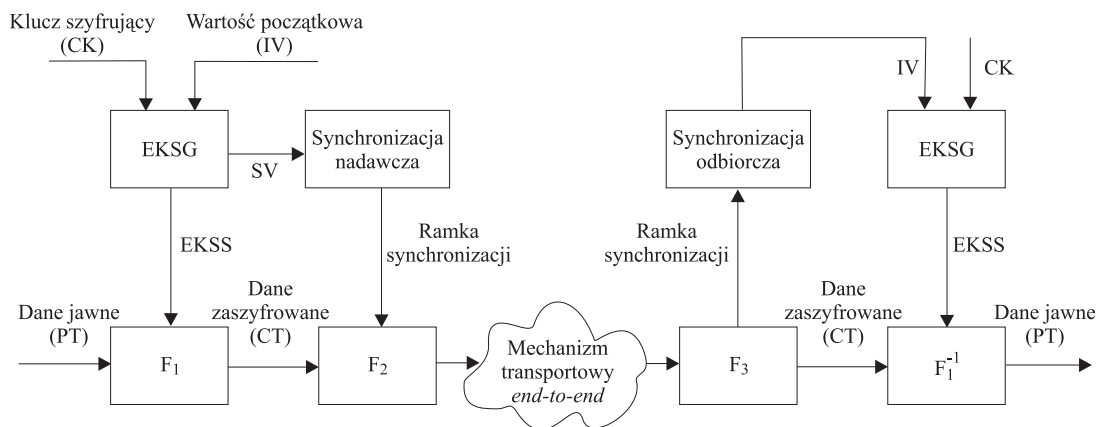 Klucz szyfrujący
(CK)
Wartość początkowa
(IV)
EKSG
SV
Synchronizacja
nadawcza
EKSS
Ramka
synchronizacji
Dane jawne
(PT)
F1
Dane
zaszyfrowane
(CT)
F2
Mechanizm
transportowy
end-to-end
IV
CK
Synchronizacja
odbiorcza
EKSG
Ramka
synchronizacji
EKSS
F3
Dane
zaszyfrowane
(CT)
F1-1
Dane jawne
(PT)